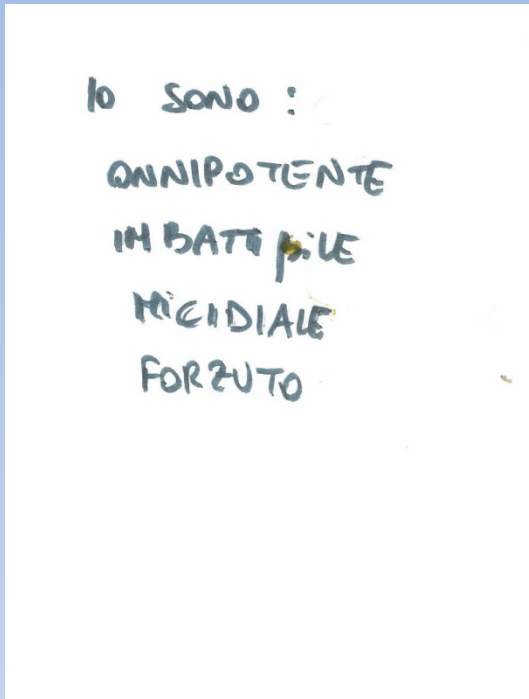 IO SONO:
ONNIPOTENTE
IMBATTIBILE
MICIDIALE
FORZUTO